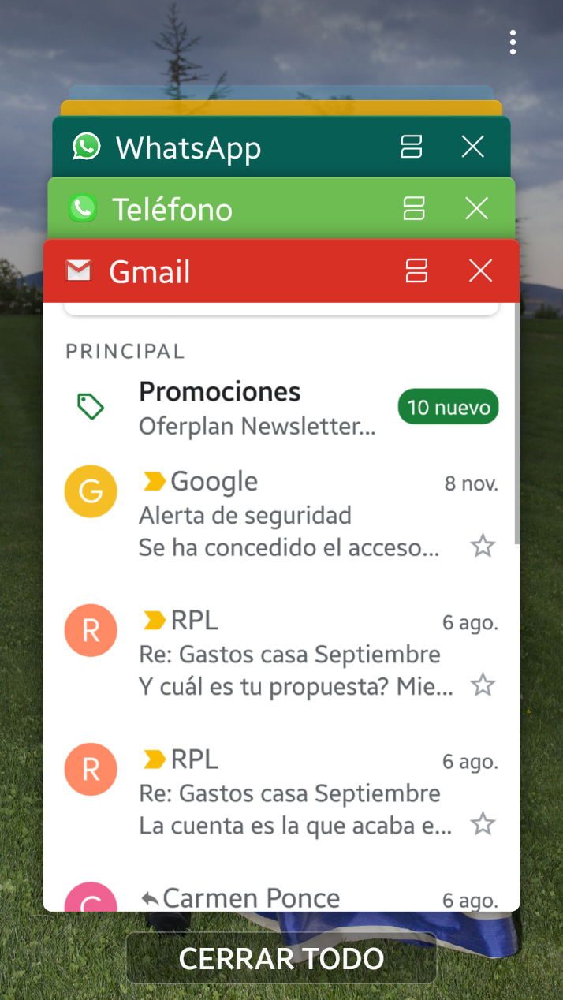 WhatsApp
Teléfono
Gmail
PRINCIPAL
Promociones
10 nuevo
Oferplan Newsletter...
G
Google
8 nov.
Alerta de seguridad
Se ha concedido el acceso...
R
RPL
6 ago.
Re: Gastos casa Septiembre
Y cuál es tu propuesta? Mie...
R
RPL
6 ago.
Re: Gastos casa Septiembre
La cuenta es la que acaba e...
C
Carmen Ponce
6 ago.
CERRAR TODO